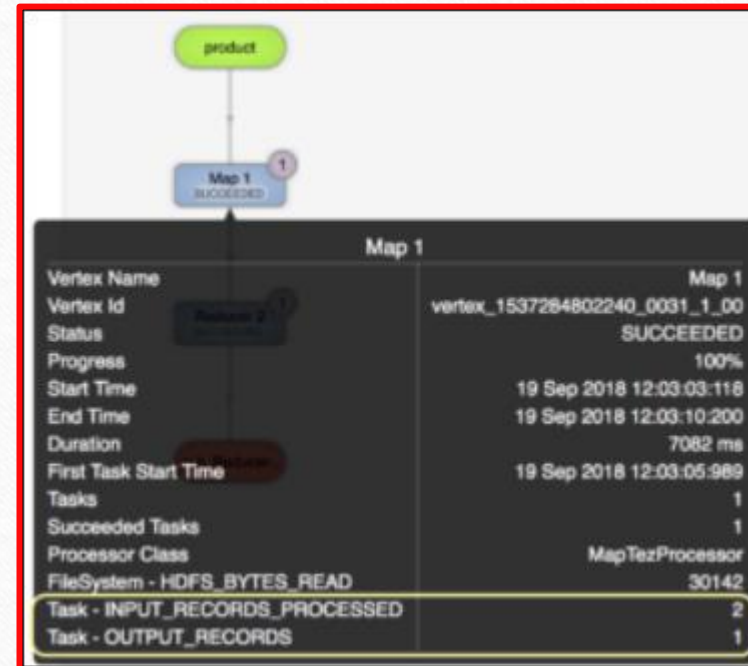 product
1
Map 1
SUCCEEDED
Map 1
Vertex Name Map 1
Vertex Id vertex_1537284802240_0031_1_00
Status SUCCEEDED
Progress 100%
Start Time 19 Sep 2018 12:03:03:118
End Time 19 Sep 2018 12:03:10:200
Duration 7082 ms
First Task Start Time 19 Sep 2018 12:03:05:989
Tasks 1
Succeeded Tasks 1
Processor Class MapTezProcessor
FileSystem - HDFS_BYTES_READ 30142
Task - INPUT_RECORDS_PROCESSED 2
Task - OUTPUT_RECORDS 1